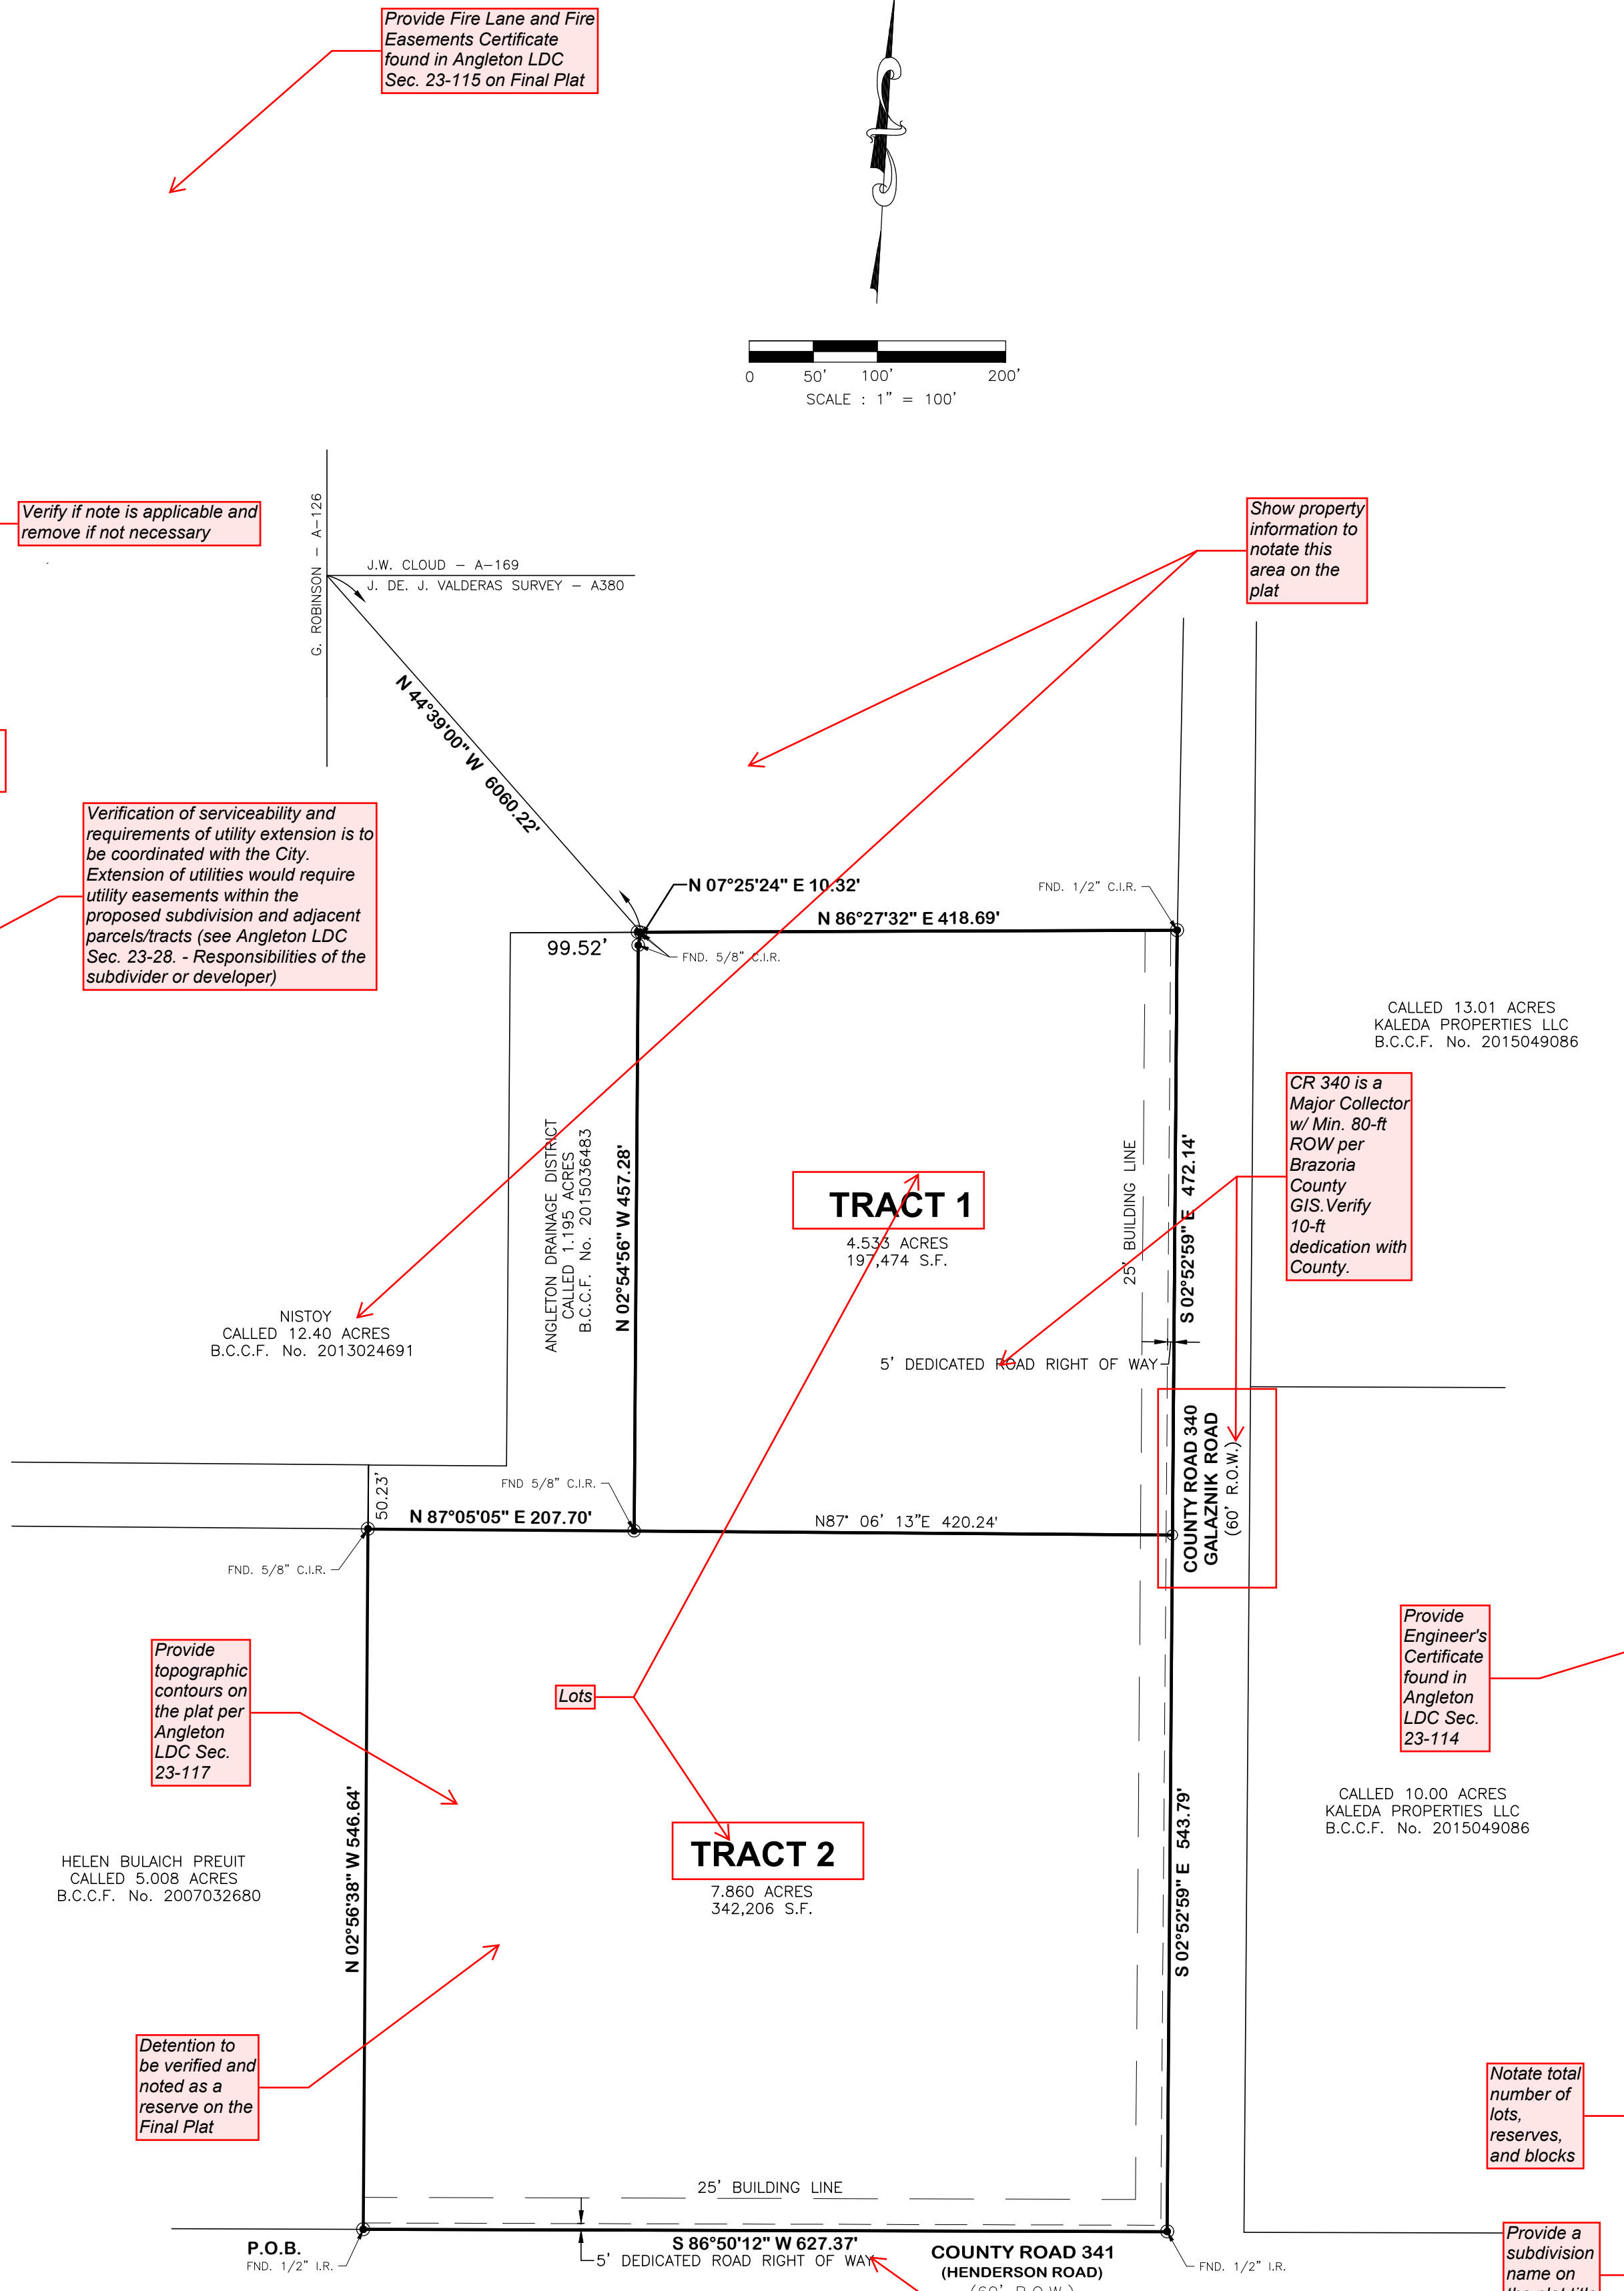 Provide Fire Lane and Fire
Easements Certificate
found in Angleton LDC
Sec. 23-115 on Final Plat
0 50' 100' 200'
SCALE : 1" = 100'
Verify if note is applicable and
remove if not necessary
G. ROBINSON – A–126
J.W. CLOUD – A–169
J. DE. J. VALDERAS SURVEY – A380
Show property
information to
notate this
area on the
plat
N 44°39'00" W 6060.22'
Verification of serviceability and
requirements of utility extension is to
be coordinated with the City.
Extension of utilities would require
utility easements within the
proposed subdivision and adjacent
parcels/tracts (see Angleton LDC
Sec. 23-28. - Responsibilities of the
subdivider or developer)
N 07°25'24" E 10.32'
FND. 1/2" C.I.R.
N 86°27'32" E 418.69'
99.52'
FND. 5/8" C.I.R.
CALLED 13.01 ACRES
KALEDA PROPERTIES LLC
B.C.C.F. No. 2015049086
CR 340 is a
Major Collector
w/ Min. 80-ft
ROW per
Brazoria
County
GIS.Verify
10-ft
dedication with
County.
ANGLETON DRAINAGE DISTRICT
CALLED 1.195 ACRES
B.C.C.F. No. 2015036483
N 02°54'56" W 457.28'
TRACT 1
4.533 ACRES
197,474 S.F.
25' BUILDING LINE
S 02°52'59" E 472.14'
NISTOY
CALLED 12.40 ACRES
B.C.C.F. No. 2013024691
5' DEDICATED ROAD RIGHT OF WAY
COUNTY ROAD 340
GALAZNIK ROAD
(60' R.O.W.)
50.23'
FND 5/8" C.I.R.
N 87°05'05" E 207.70'
N87° 06' 13"E 420.24'
FND. 5/8" C.I.R.
Provide
topographic
contours on
the plat per
Angleton
LDC Sec.
23-117
Lots
Provide
Engineer's
Certificate
found in
Angleton
LDC Sec.
23-114
N 02°56'38" W 546.64'
S 02°52'59" E 543.79'
CALLED 10.00 ACRES
KALEDA PROPERTIES LLC
B.C.C.F. No. 2015049086
HELEN BULAICH PREUIT
CALLED 5.008 ACRES
B.C.C.F. No. 2007032680
TRACT 2
7.860 ACRES
342,206 S.F.
Detention to
be verified and
noted as a
reserve on the
Final Plat
Notate total
number of
lots,
reserves,
and blocks
25' BUILDING LINE
P.O.B.
FND. 1/2" I.R.
S 86°50'12" W 627.37'
5' DEDICATED ROAD RIGHT OF WAY
COUNTY ROAD 341
(HENDERSON ROAD)
(60' R.O.W.)
FND. 1/2" I.R.
Provide a
subdivision
name on
the plat title